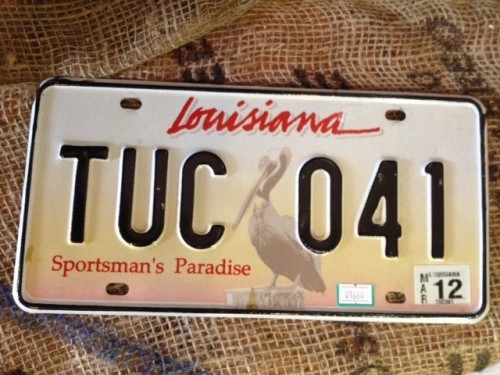 Louisiana
TUC 041
Sportsman's Paradise
MAR
LOUISIANA
12